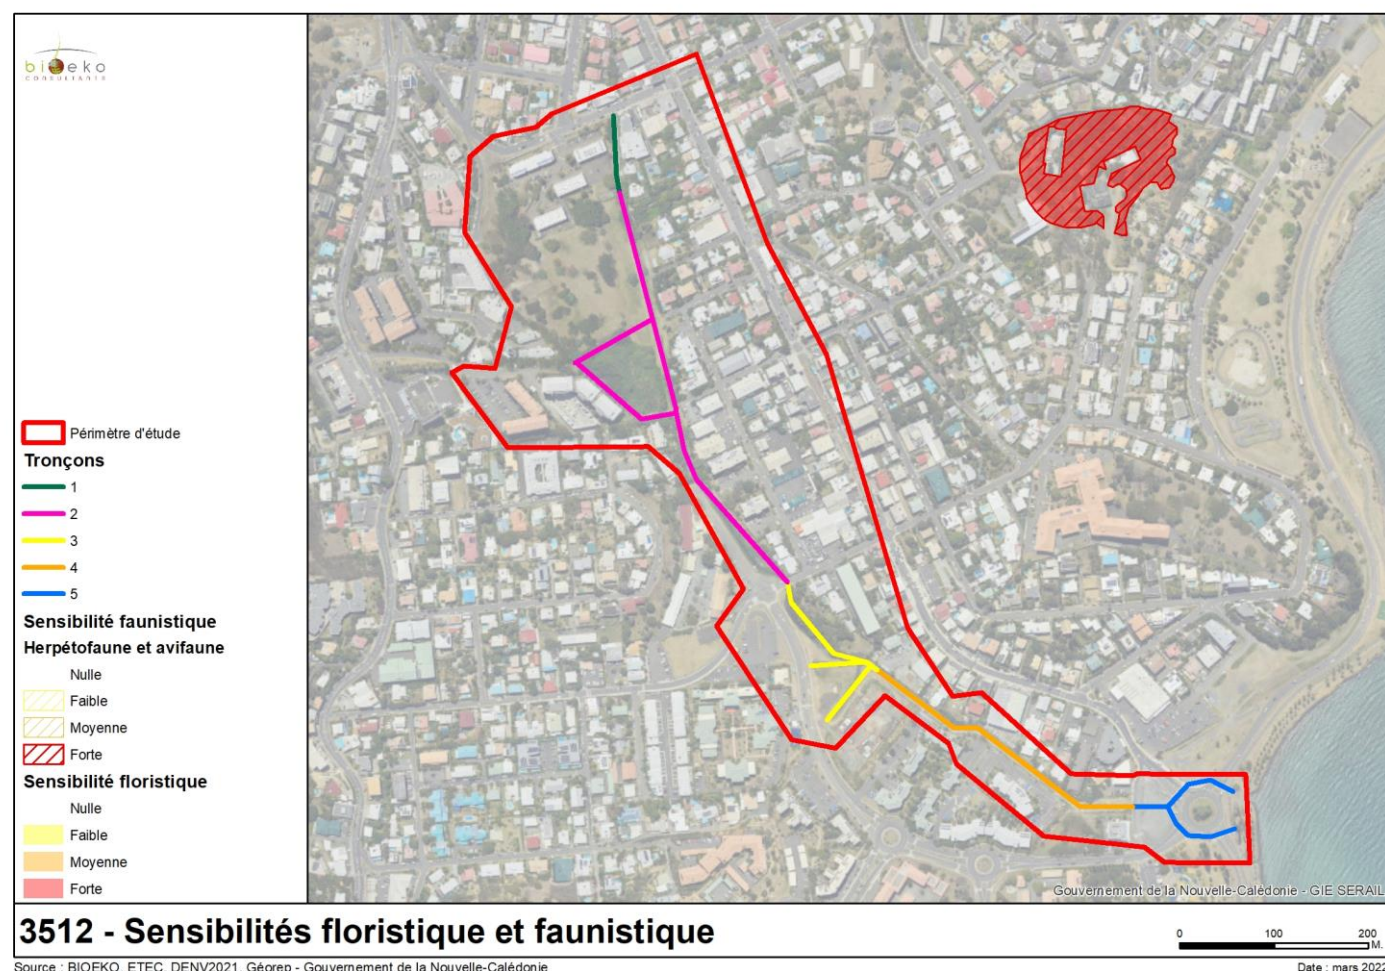 bioeko
CONSULTANTS
Périmètre d'étude
Tronçons
1
2
3
4
5
Sensibilité faunistique
Herpétofaune et avifaune
Nulle
Faible
Moyenne
Forte
Sensibilité floristique
Nulle
Faible
Moyenne
Forte
Gouvernement de la Nouvelle-Calédonie - GIE SERAIL
3512 - Sensibilités floristique et faunistique
0 100 200
M.
Source : BIOEKO, ETEC, DENV2021, Géorep - Gouvernement de la Nouvelle-Calédonie
Date : mars 2022